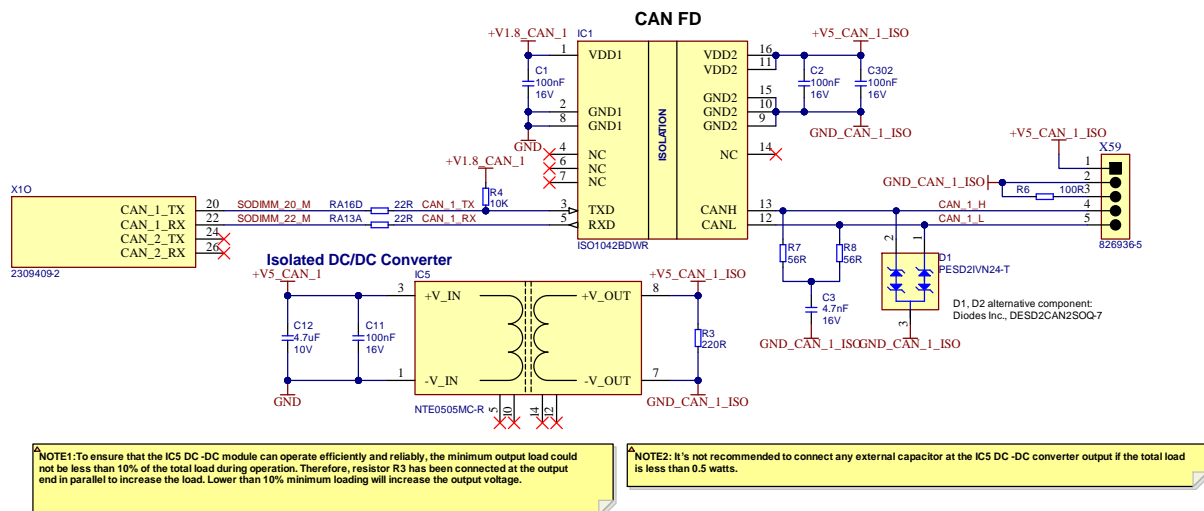 CAN FD
+V1.8_CAN_1
IC1
+V5_CAN_1_ISO
1
VDD1
VDD2
16
VDD2
11
C1
100nF
16V
C2
100nF
16V
C302
100nF
16V
2
GND1
8
GND1
GND2
15
GND2
10
GND2
9
GND
GND_CAN_1_ISO
ISOLATION
4
NC
6
NC
7
NC
NC
14
+V5_CAN_1_ISO
X59
1
2
3
4
5
GND_CAN_1_ISO
R6
100R
826936-5
+V1.8_CAN_1
R4
10K
X1O
CAN_1_TX
20
SODIMM_20_M
RA16D
22R
CAN_1_TX
3
TXD
CAN_1_RX
22
SODIMM_22_M
RA13A
22R
CAN_1_RX
5
RXD
CAN_2_TX
24
CAN_2_RX
26
2309409-2
CANH
13
CAN_1_H
CANL
12
CAN_1_L
ISO1042BDWR
R7
56R
R8
56R
C3
4.7nF
16V
GND_CAN_1_ISO
2
1
D1
PESD2IVN24-T
3
GND_CAN_1_ISO
D1, D2 alternative component:
Diodes Inc., DESD2CAN2SOQ-7
Isolated DC/DC Converter
+V5_CAN_1
IC5
+V5_CAN_1_ISO
3
+V_IN
+V_OUT
8
C12
4.7uF
10V
C11
100nF
16V
R3
220R
1
-V_IN
-V_OUT
7
GND
GND_CAN_1_ISO
NTE0505MC-R
5
10
14
12
NOTE1:To ensure that the IC5 DC -DC module can operate efficiently and reliably, the minimum output load could
not be less than 10% of the total load during operation. Therefore, resistor R3 has been connected at the output
end in parallel to increase the load. Lower than 10% minimum loading will increase the output voltage.
NOTE2: It's not recommended to connect any external capacitor at the IC5 DC -DC converter output if the total load
is less than 0.5 watts.